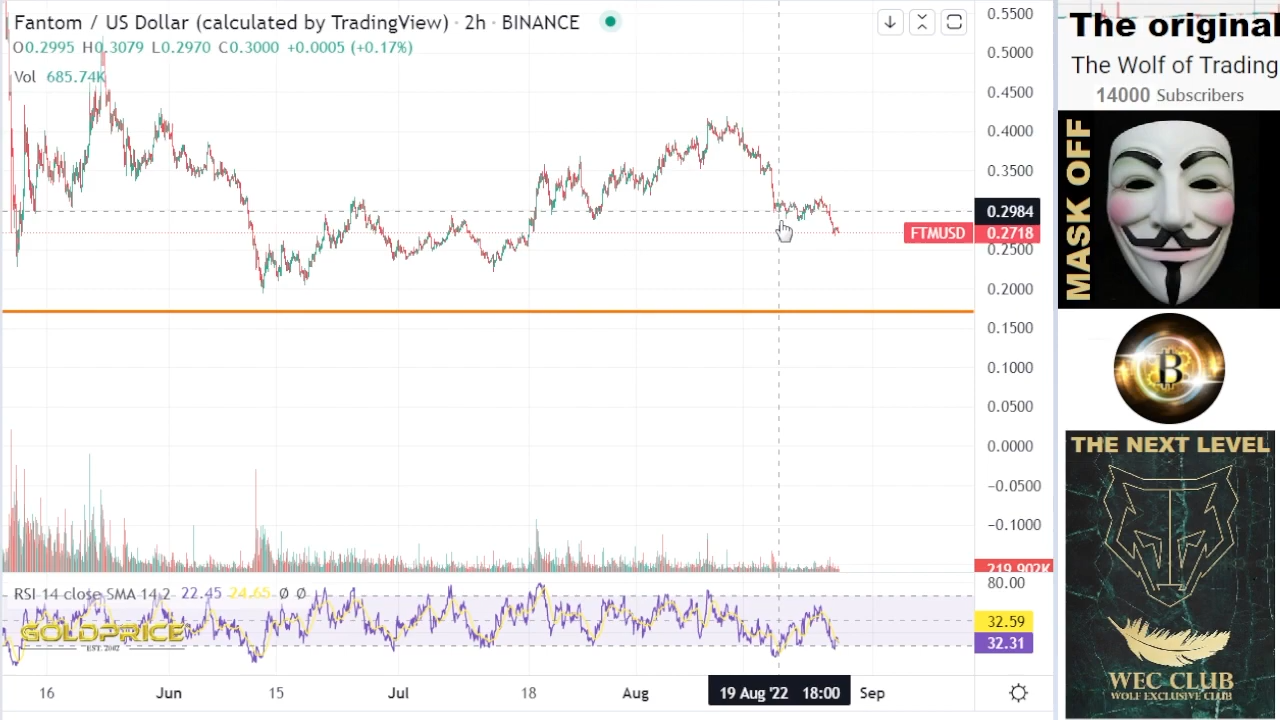 Fantom / US Dollar (calculated by TradingView) · 2h · BINANCE
O0.2995 H0.3079 L0.2970 C0.3000 +0.0005 (+0.17%)
Vol 685.74K
0.5500
0.5000
0.4500
0.4000
0.3500
0.2984
FTMUSD 0.2718
0.2500
0.2000
0.1500
0.1000
0.0500
0.0000
−0.0500
−0.1000
219.902K
80.00
RSI 14 close SMA 14 2 22.45 24.65 Ø Ø
32.59
32.31
GOLDPRICE
EST. 2002
16 Jun 15 Jul 18 Aug 19 Aug '22 18:00 Sep
The original
The Wolf of Trading
14000 Subscribers
MASK OFF
B
THE NEXT LEVEL
WEC CLUB
WOLF EXCLUSIVE CLUB